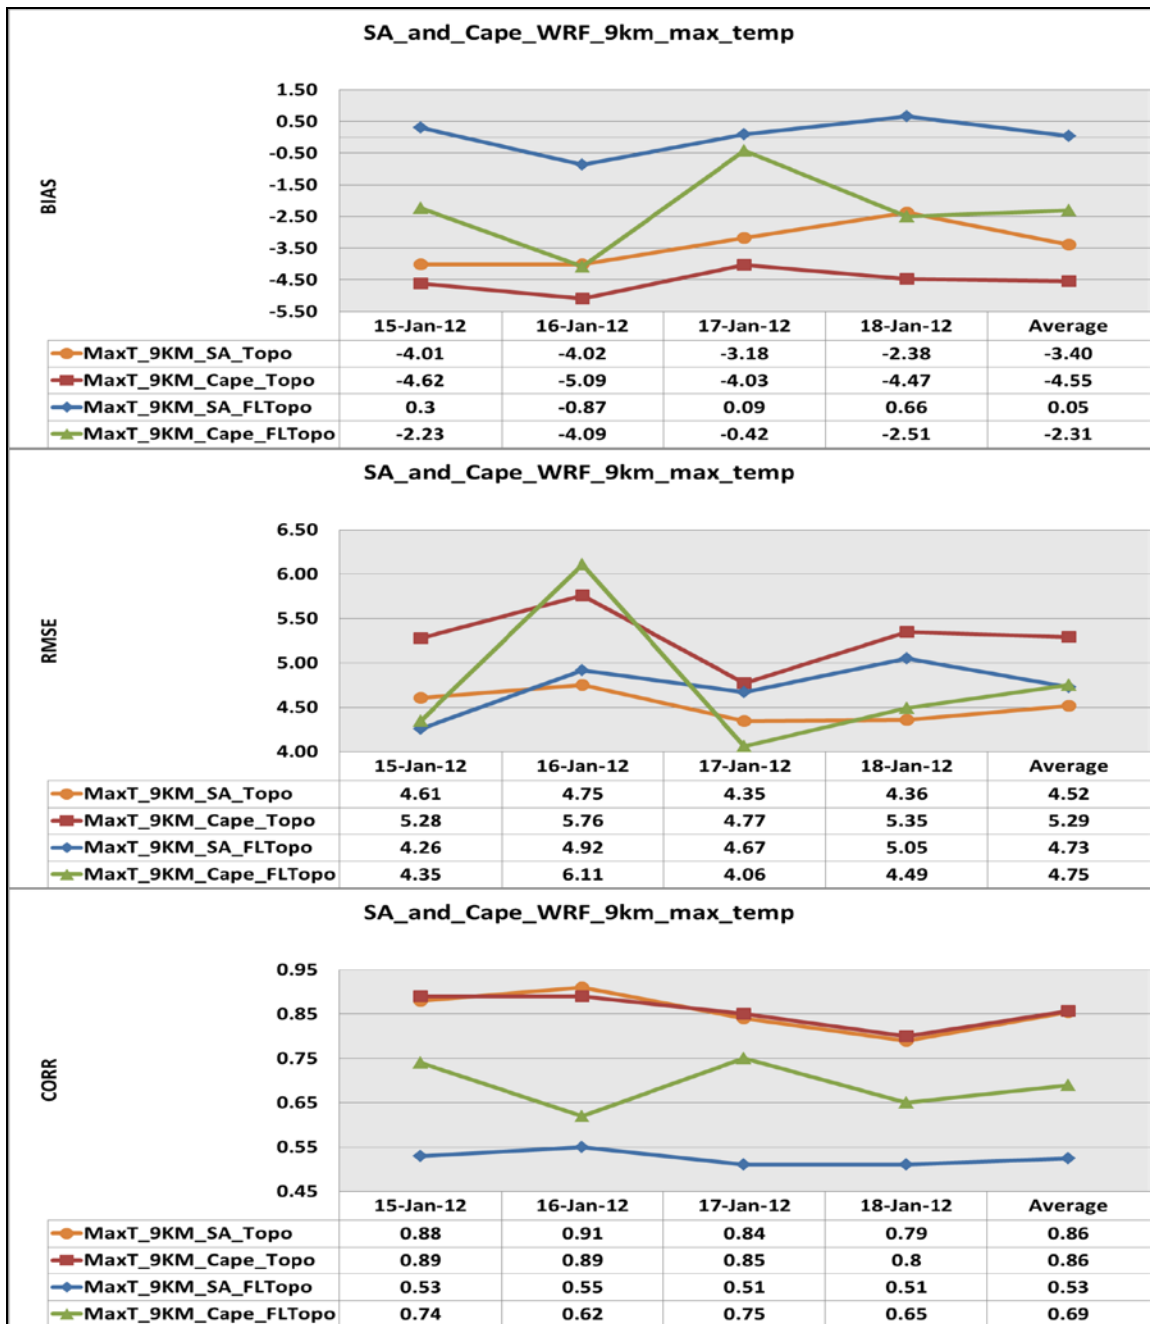 SA_and_Cape_WRF_9km_max_temp
BIAS
1.50
0.50
-0.50
-1.50
-2.50
-3.50
-4.50
-5.50
15-Jan-12 16-Jan-12 17-Jan-12 18-Jan-12 Average
MaxT_9KM_SA_Topo -4.01 -4.02 -3.18 -2.38 -3.40
MaxT_9KM_Cape_Topo -4.62 -5.09 -4.03 -4.47 -4.55
MaxT_9KM_SA_FLTopo 0.3 -0.87 0.09 0.66 0.05
MaxT_9KM_Cape_FLTopo -2.23 -4.09 -0.42 -2.51 -2.31
SA_and_Cape_WRF_9km_max_temp
RMSE
6.50
6.00
5.50
5.00
4.50
4.00
15-Jan-12 16-Jan-12 17-Jan-12 18-Jan-12 Average
MaxT_9KM_SA_Topo 4.61 4.75 4.35 4.36 4.52
MaxT_9KM_Cape_Topo 5.28 5.76 4.77 5.35 5.29
MaxT_9KM_SA_FLTopo 4.26 4.92 4.67 5.05 4.73
MaxT_9KM_Cape_FLTopo 4.35 6.11 4.06 4.49 4.75
SA_and_Cape_WRF_9km_max_temp
CORR
0.95
0.85
0.75
0.65
0.55
0.45
15-Jan-12 16-Jan-12 17-Jan-12 18-Jan-12 Average
MaxT_9KM_SA_Topo 0.88 0.91 0.84 0.79 0.86
MaxT_9KM_Cape_Topo 0.89 0.89 0.85 0.8 0.86
MaxT_9KM_SA_FLTopo 0.53 0.55 0.51 0.51 0.53
MaxT_9KM_Cape_FLTopo 0.74 0.62 0.75 0.65 0.69